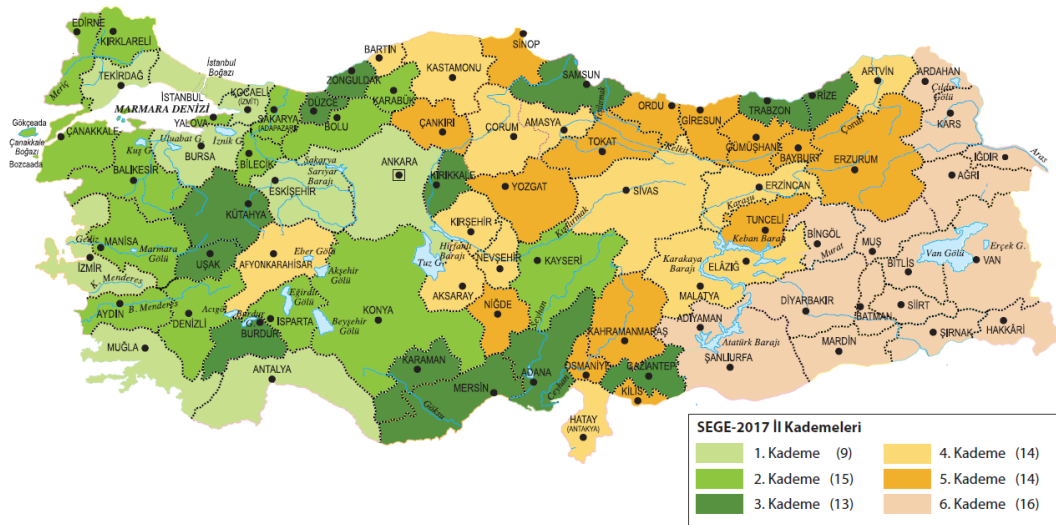 EDİRNE
KIRKLARELİ
TEKİRDAĞ
İstanbul
Boğazı
İSTANBUL
KOCAELİ
(İZMİT)
Meriç
MARMARA DENİZİ
YALOVA
SAKARYA
(ADAPAZARI)
DÜZCE
ZONGULDAK
BARTIN
KARABÜK
BOLU
KASTAMONU
SİNOP
SAMSUN
ÇANKIRI
ÇORUM
AMASYA
TOKAT
ORDU
GİRESUN
TRABZON
RİZE
ARTVİN
ARDAHAN
Çıldır
Gölü
KARS
Gökçeada
Çanakkale
Boğazı
Bozcaada
ÇANAKKALE
Uluabat G.
Kuş G.
İznik G.
BURSA
BİLECİK
BALIKESİR
ESKİŞEHİR
Sakarya
Sarıyar
Barajı
ANKARA
KIRIKKALE
YOZGAT
SİVAS
Kelkit
GÜMÜŞHANE
BAYBURT
Çoruh
ERZURUM
IĞDIR
Aras
AĞRI
KÜTAHYA
ERZİNCAN
Karasu
TUNCELİ
Keban Barajı
BİNGÖL
Murat
MUŞ
BİTLİS
Van Gölü
VAN
Erçek G.
Gediz
MANİSA
Marmara
Gölü
İZMİR
UŞAK
AFYONKARAHİSAR
Eber Gölü
Akşehir
Gölü
KIRŞEHİR
Hirfanlı
Barajı
Tuz G.
NEVŞEHİR
KAYSERİ
Kızılırmak
Karakaya
Barajı
ELAZIĞ
MALATYA
DİYARBAKIR
BATMAN
SİİRT
K. Menderes
AYDIN
B. Menderes
DENİZLİ
Acıgöl
Eğirdir
Gölü
Burdur
G.
BURDUR
ISPARTA
Beyşehir
Gölü
KONYA
AKSARAY
NİĞDE
KAHRAMANMARAŞ
ADIYAMAN
Atatürk Barajı
ŞANLIURFA
MARDİN
ŞIRNAK
HAKKÂRİ
MUĞLA
ANTALYA
KARAMAN
Göksu
MERSİN
ADANA
Ceyhan
OSMANİYE
GAZİANTEP
KİLİS
HATAY
(ANTAKYA)
SEGE-2017 İl Kademeleri
1. Kademe (9)
2. Kademe (15)
3. Kademe (13)
4. Kademe (14)
5. Kademe (14)
6. Kademe (16)